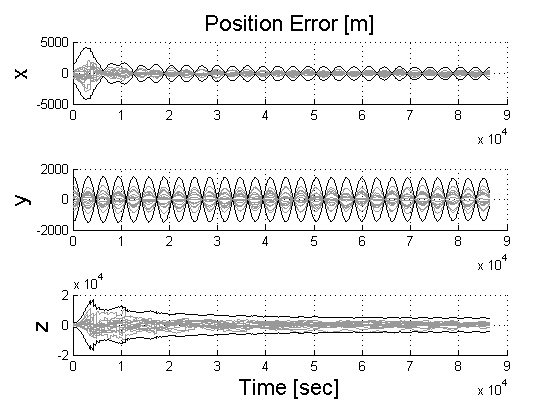 Position Error [m]
5000
0
-5000
x
0 1 2 3 4 5 6 7 8 9
x 10^4
2000
0
-2000
y
0 1 2 3 4 5 6 7 8 9
x 10^4
x 10^4
2
0
-2
z
0 1 2 3 4 5 6 7 8 9
Time [sec]
x 10^4